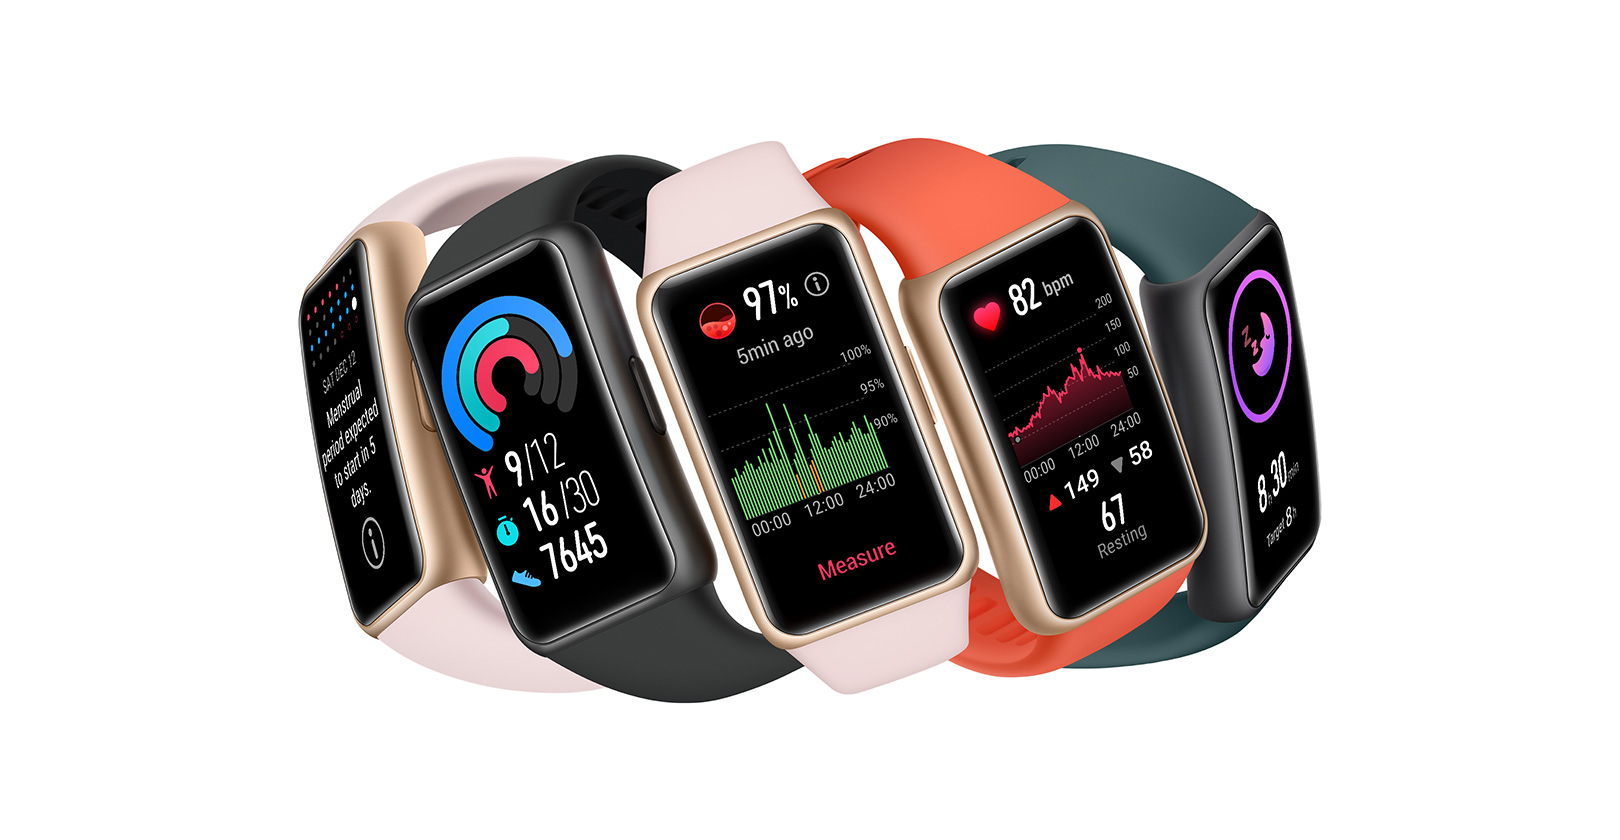 SAT DEC 12
Menstrual
period expected
to start in 5
days.
9/12
16/30
7645
97%
5min ago
100%
95%
90%
00:00 12:00 24:00
Measure
82 bpm
200
150
100
50
00:00 12:00 24:00
149 58
67
Resting
zzz
8h 30min
Target 8h